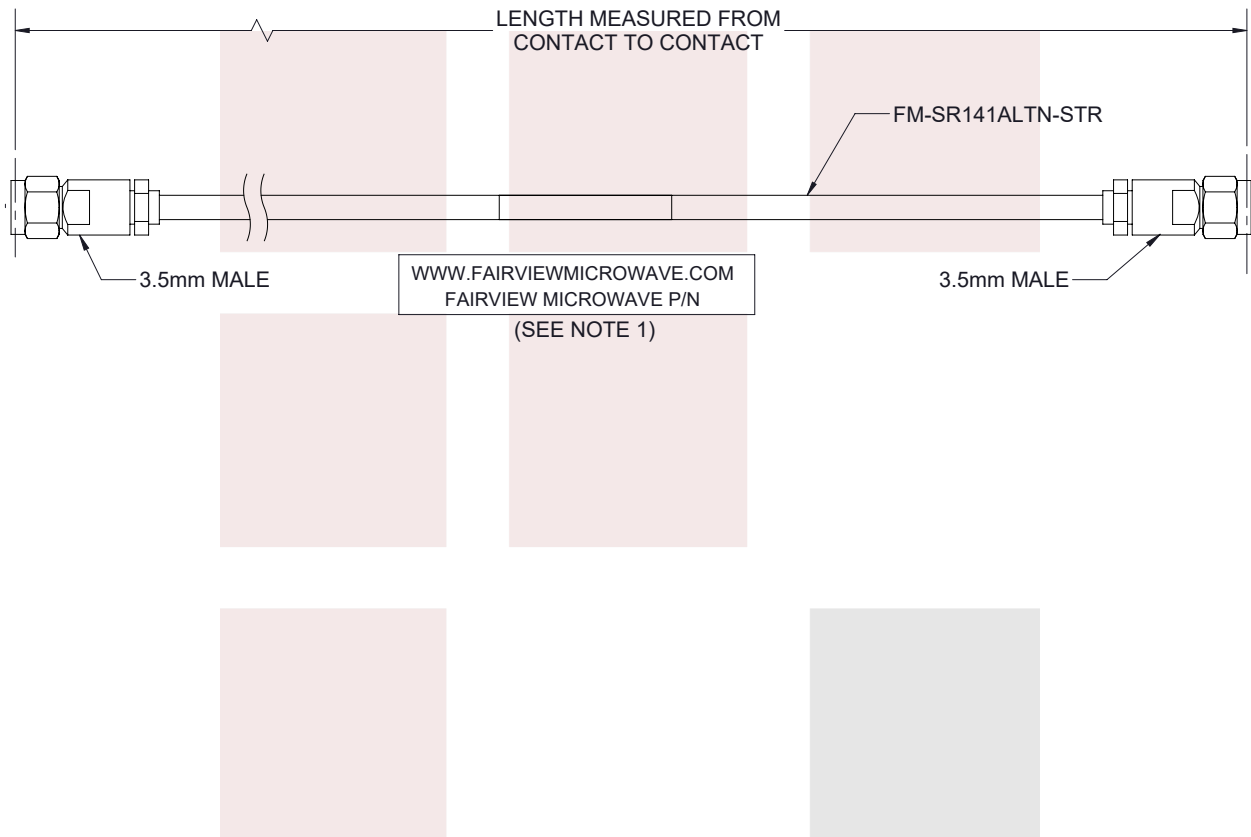 LENGTH MEASURED FROM
CONTACT TO CONTACT
FM-SR141ALTN-STR
3.5mm MALE
WWW.FAIRVIEWMICROWAVE.COM
FAIRVIEW MICROWAVE P/N
(SEE NOTE 1)
3.5mm MALE